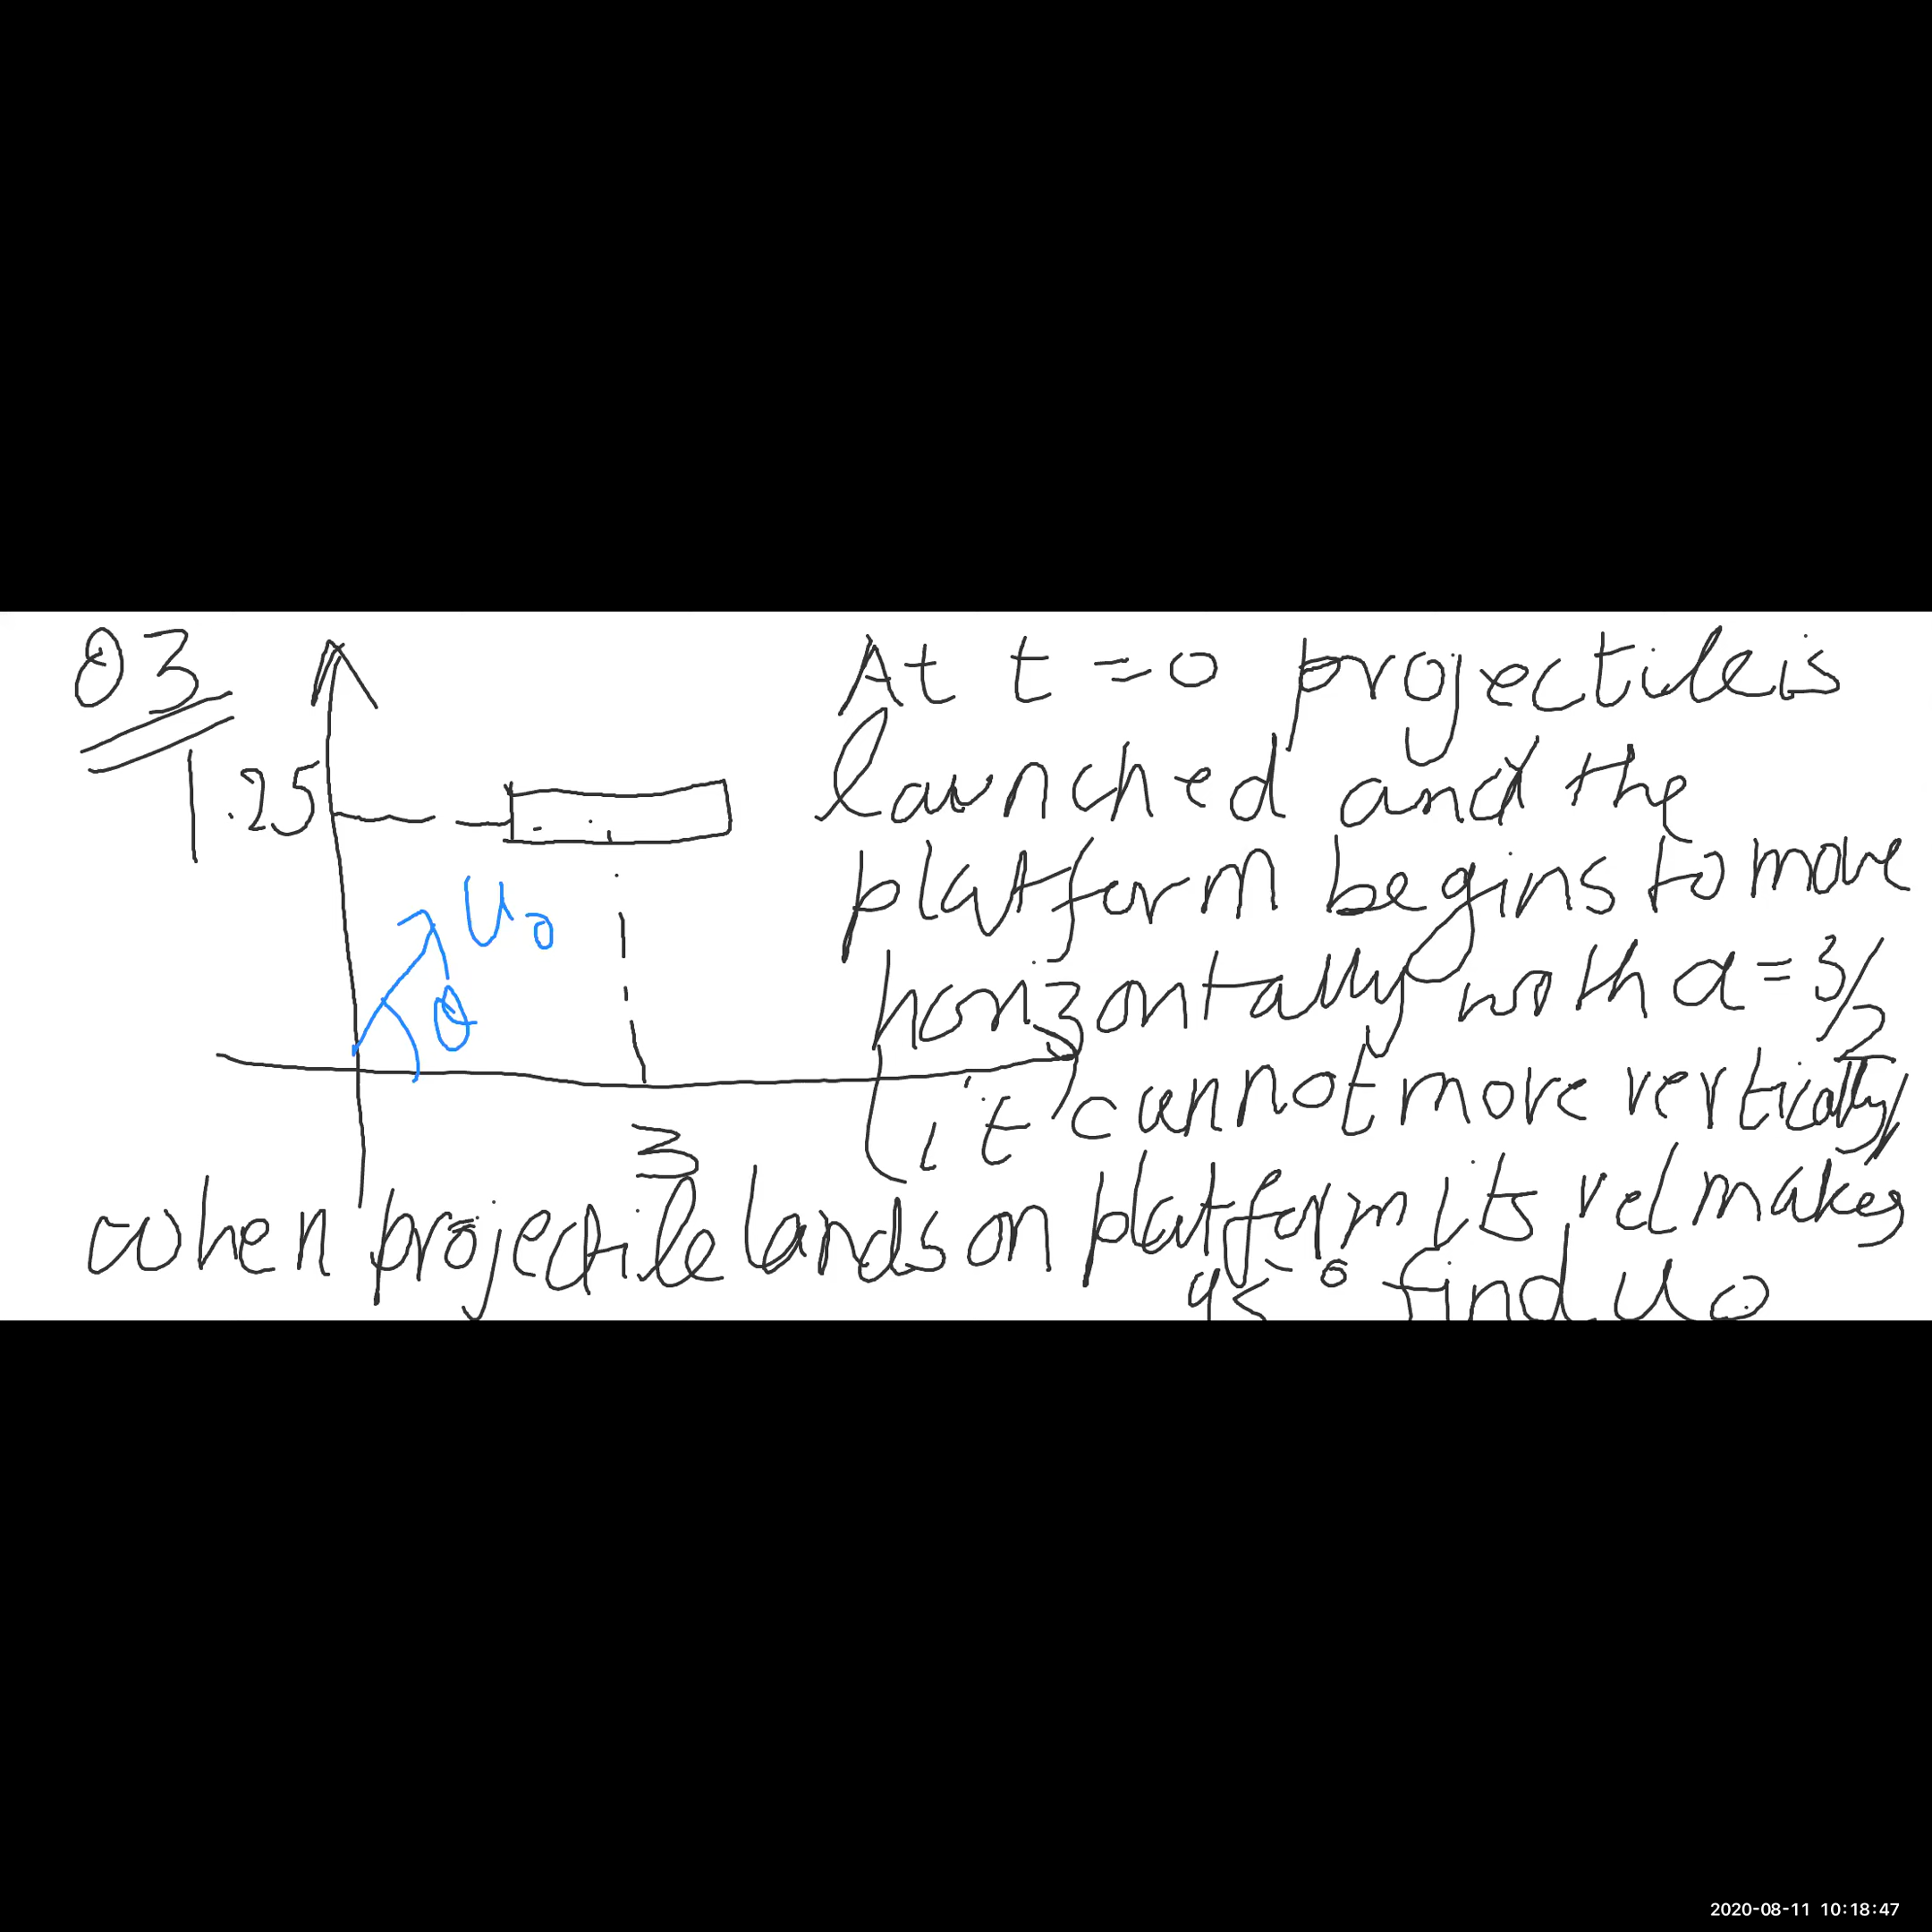 Q3
At t = 0 projectile is
launched and the
1.25
platform begins to move
u₀
horizontally with a = 3/2
θ
(it cannot move vertically)
3
when projectile lands on platform its vel makes
45° find u₀
2020-08-11 10:18:47